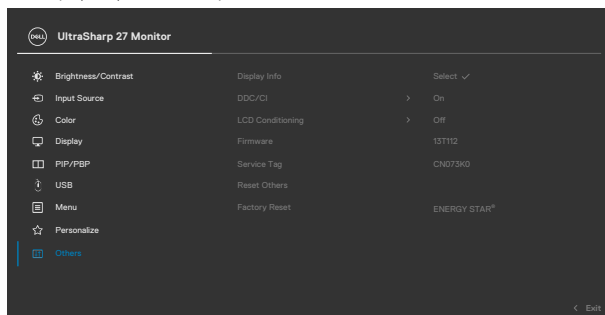 DELL UltraSharp 27 Monitor
Brightness/Contrast Display Info Select ✓
Input Source DDC/CI > On
Color LCD Conditioning > Off
Display Firmware 13T112
PIP/PBP Service Tag CN073K0
USB Reset Others
Menu Factory Reset ENERGY STAR®
Personalize
Others
< Exit